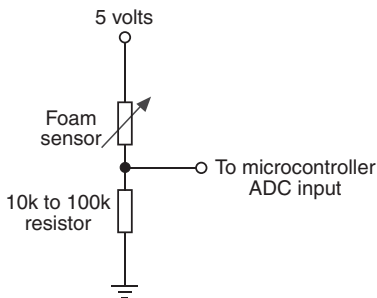 5 volts
Foam
sensor
To microcontroller
ADC input
10k to 100k
resistor